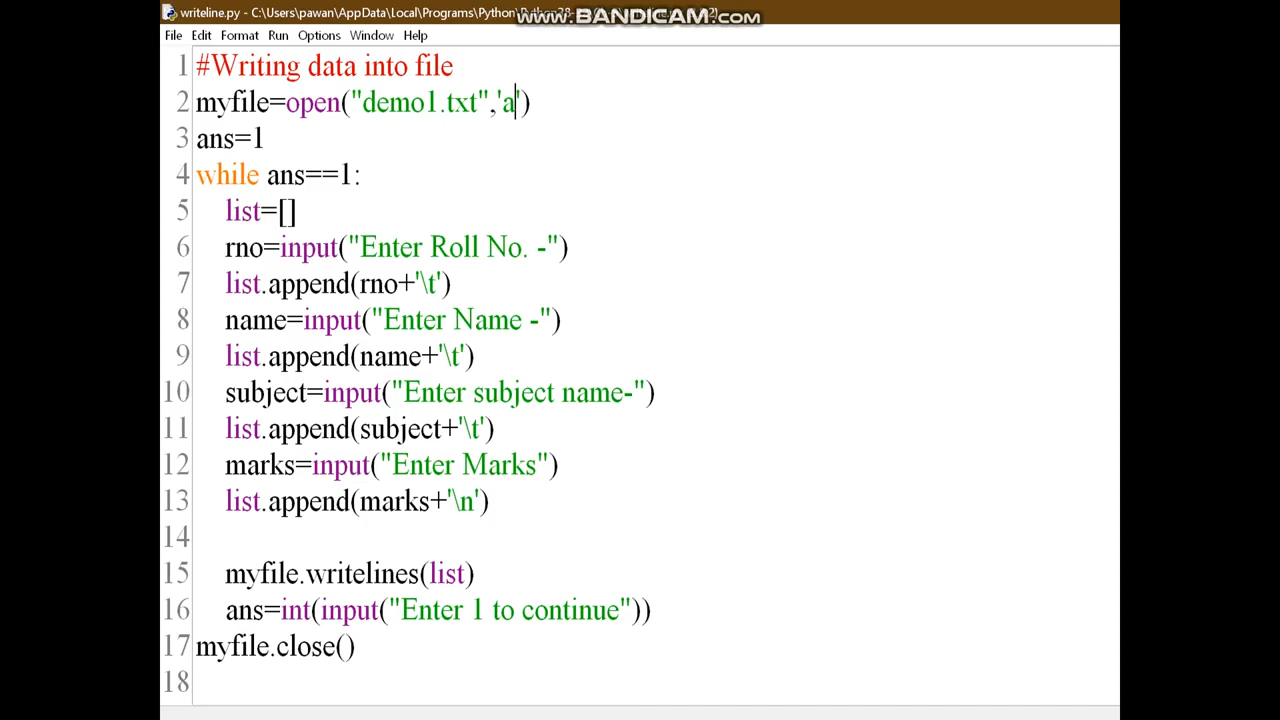 writeline.py - C:\Users\pawan\AppData\Local\Programs\Python\
www.BANDICAM.com
File Edit Format Run Options Window Help
1 #Writing data into file
2 myfile=open("demo1.txt",'a')
3 ans=1
4 while ans==1:
5 list=[]
6 rno=input("Enter Roll No. -")
7 list.append(rno+'\t')
8 name=input("Enter Name -")
9 list.append(name+'\t')
10 subject=input("Enter subject name-")
11 list.append(subject+'\t')
12 marks=input("Enter Marks")
13 list.append(marks+'\n')
14
15 myfile.writelines(list)
16 ans=int(input("Enter 1 to continue"))
17 myfile.close()
18